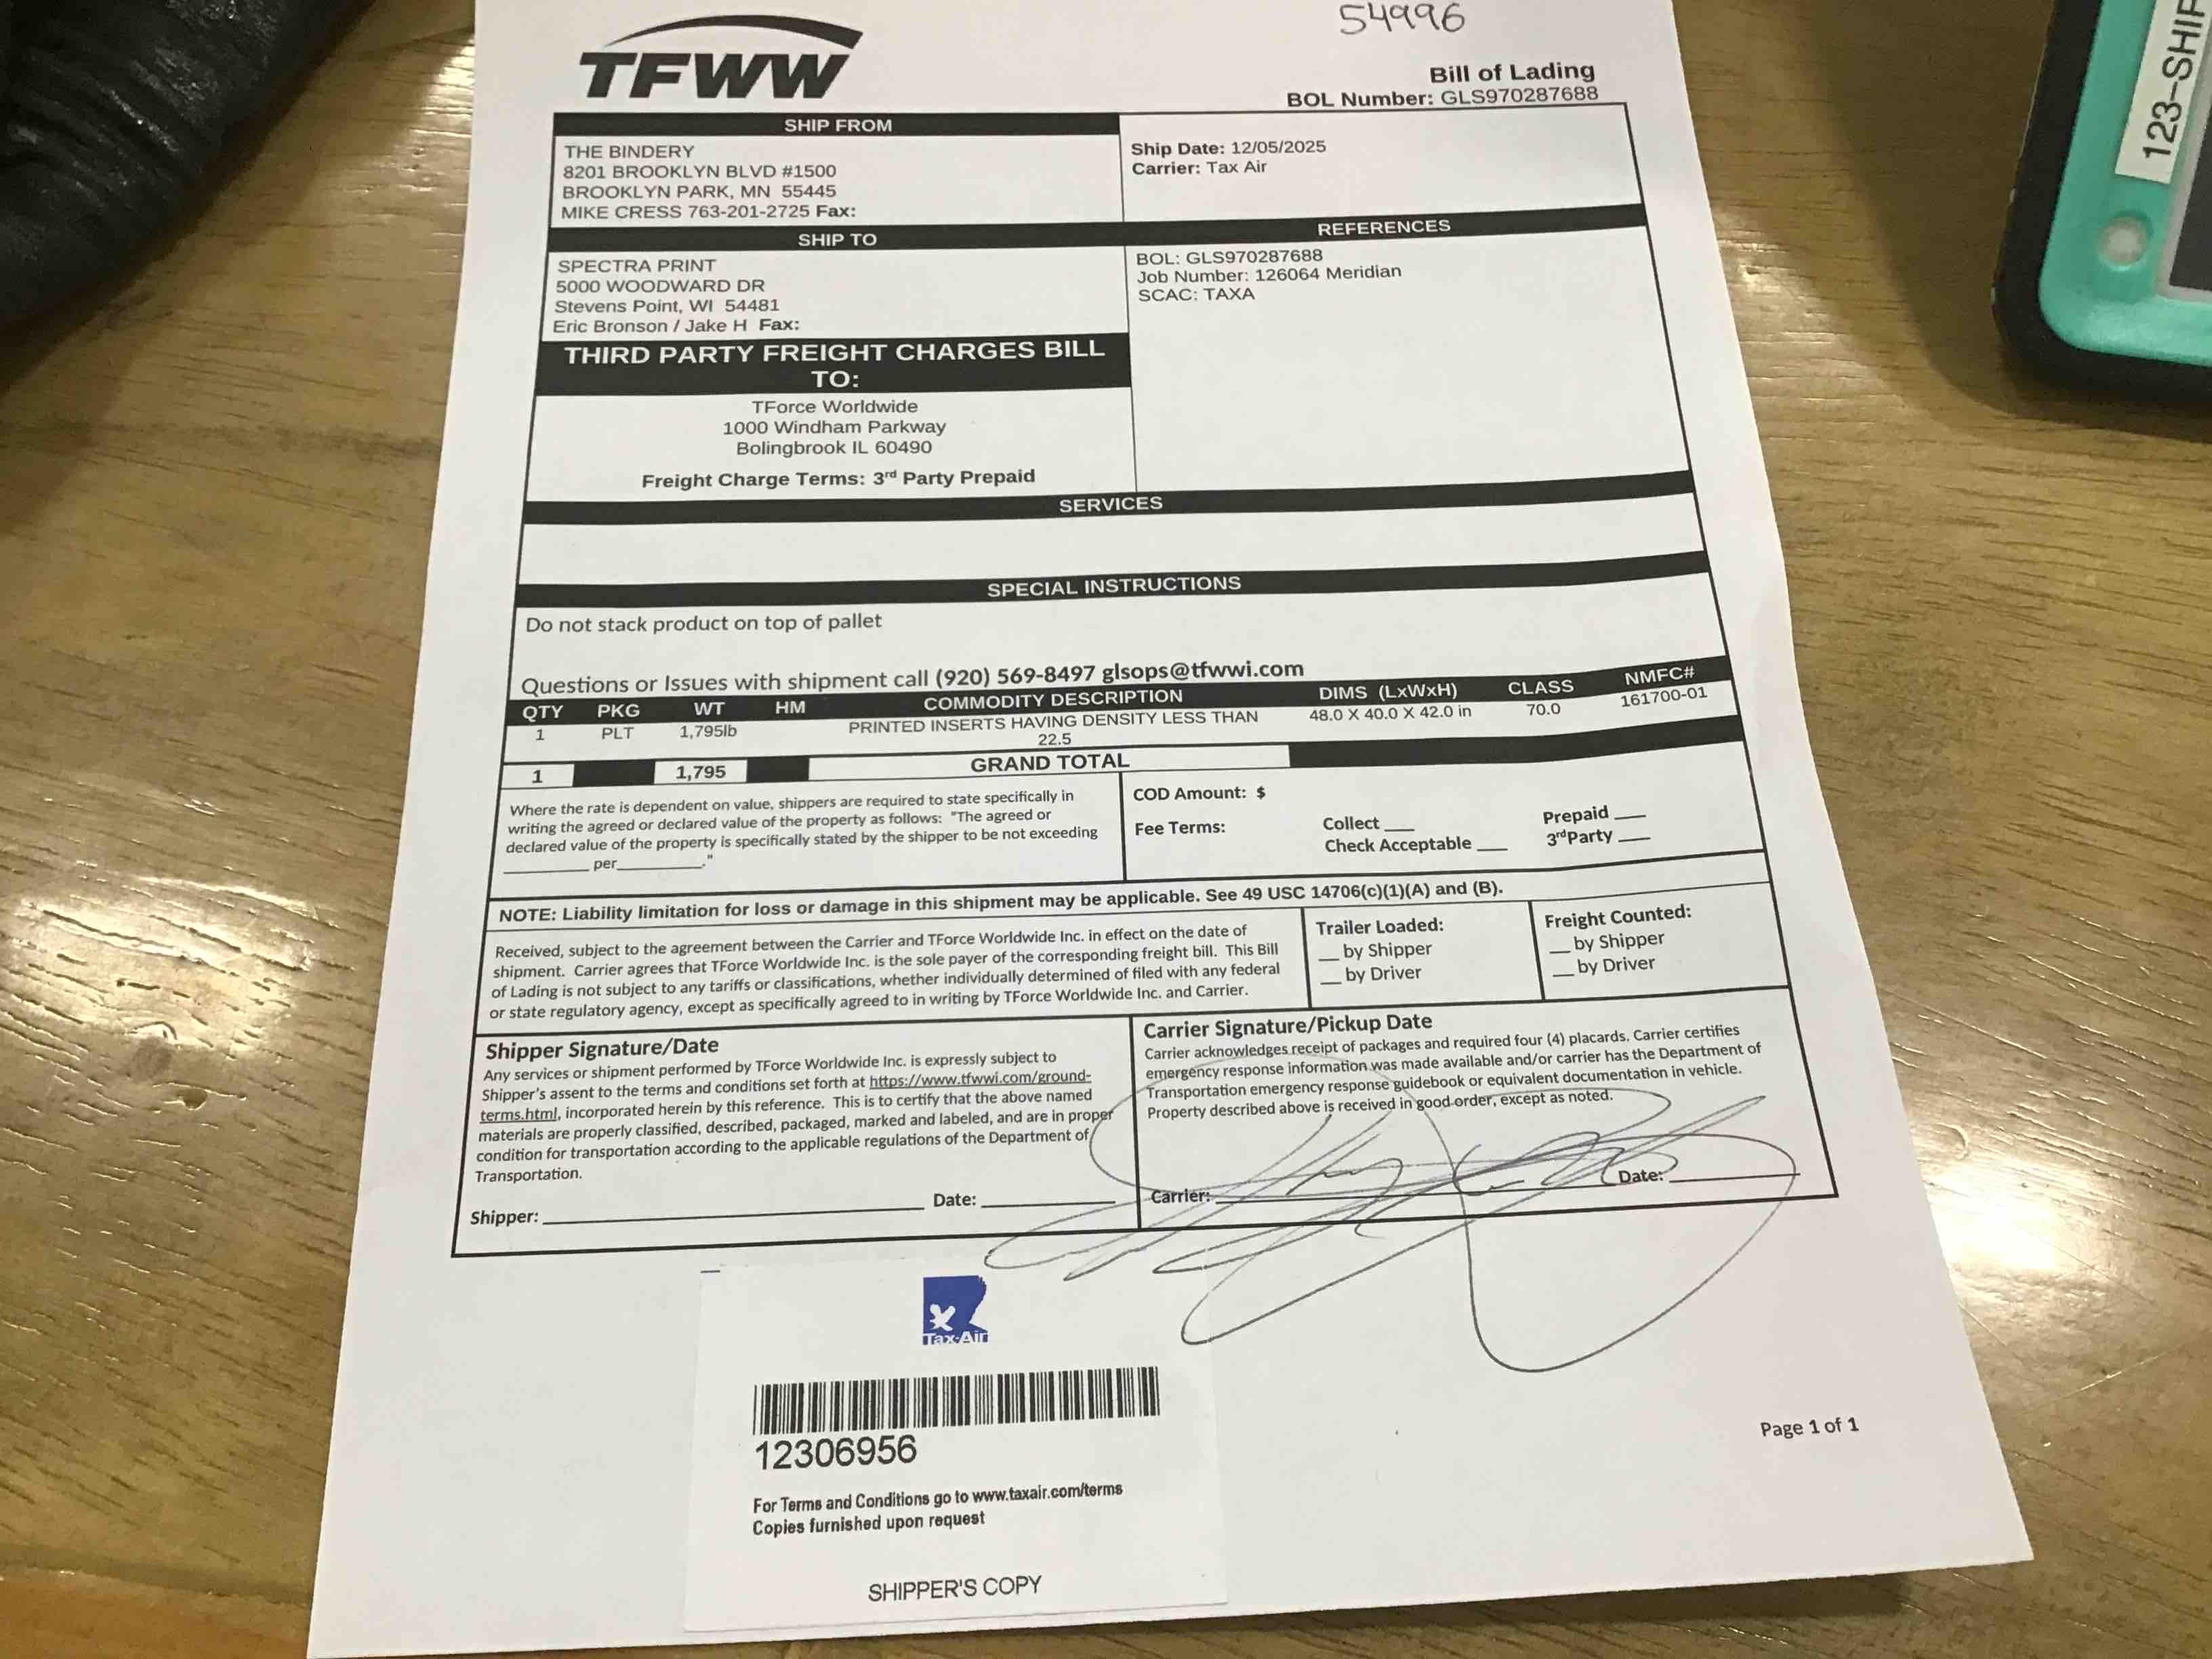 54996
TFWW
Bill of Lading
BOL Number: GLS970287688
SHIP FROM
THE BINDERY
8201 BROOKLYN BLVD #1500
BROOKLYN PARK, MN 55445
MIKE CRESS 763-201-2725 Fax:
Ship Date: 12/05/2025
Carrier: Tax Air
SHIP TO
SPECTRA PRINT
5000 WOODWARD DR
Stevens Point, WI 54481
Eric Bronson / Jake H Fax:
REFERENCES
BOL: GLS970287688
Job Number: 126064 Meridian
SCAC: TAXA
THIRD PARTY FREIGHT CHARGES BILL
TO:
TForce Worldwide
1000 Windham Parkway
Bolingbrook IL 60490
Freight Charge Terms: 3rd Party Prepaid
SERVICES
SPECIAL INSTRUCTIONS
Do not stack product on top of pallet
Questions or Issues with shipment call (920) 569-8497 glsops@tfwwi.com
QTY PKG WT HM COMMODITY DESCRIPTION DIMS (LxWxH) CLASS NMFC#
1 PLT 1,795lb PRINTED INSERTS HAVING DENSITY LESS THAN 48.0 X 40.0 X 42.0 in 70.0 161700-01
22.5
1 1,795 GRAND TOTAL
Where the rate is dependent on value, shippers are required to state specifically in
writing the agreed or declared value of the property as follows: "The agreed or
declared value of the property is specifically stated by the shipper to be not exceeding
________ per________."
COD Amount: $
Fee Terms: Collect ___ Prepaid ___
Check Acceptable ___ 3rdParty ___
NOTE: Liability limitation for loss or damage in this shipment may be applicable. See 49 USC 14706(c)(1)(A) and (B).
Received, subject to the agreement between the Carrier and TForce Worldwide Inc. in effect on the date of
shipment. Carrier agrees that TForce Worldwide Inc. is the sole payer of the corresponding freight bill. This Bill
of Lading is not subject to any tariffs or classifications, whether individually determined of filed with any federal
or state regulatory agency, except as specifically agreed to in writing by TForce Worldwide Inc. and Carrier.
Trailer Loaded:
__ by Shipper
__ by Driver
Freight Counted:
__ by Shipper
__ by Driver
Shipper Signature/Date
Any services or shipment performed by TForce Worldwide Inc. is expressly subject to
Shipper's assent to the terms and conditions set forth at https://www.tfwwi.com/ground-
terms.html, incorporated herein by this reference. This is to certify that the above named
materials are properly classified, described, packaged, marked and labeled, and are in proper
condition for transportation according to the applicable regulations of the Department of
Transportation.
Shipper: ____________ Date: ________
Carrier Signature/Pickup Date
Carrier acknowledges receipt of packages and required four (4) placards. Carrier certifies
emergency response information was made available and/or carrier has the Department of
Transportation emergency response guidebook or equivalent documentation in vehicle.
Property described above is received in good order, except as noted.
Carrier: ____________ Date: ________
Tax-Air
12306956
For Terms and Conditions go to www.taxair.com/terms
Copies furnished upon request
SHIPPER'S COPY
Page 1 of 1